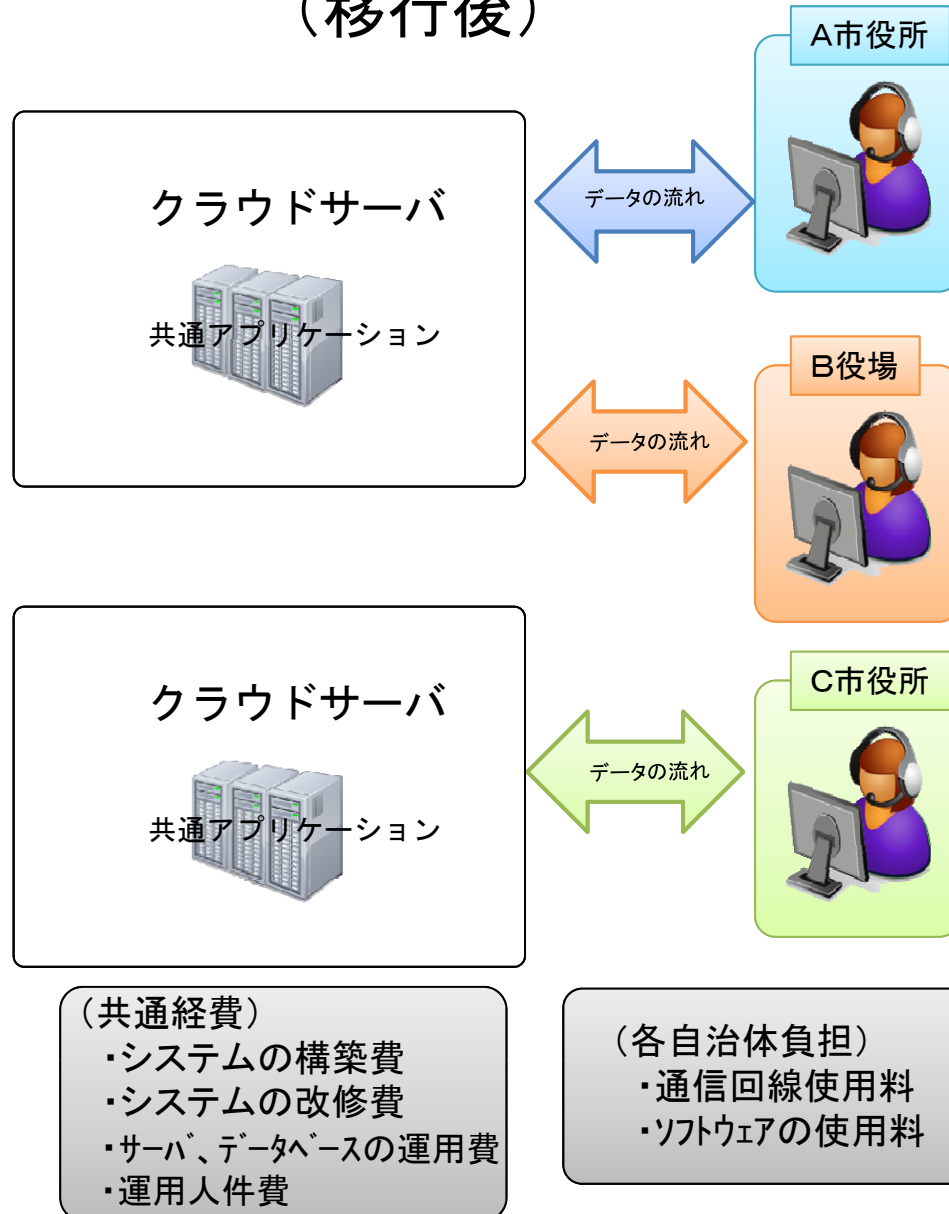 （移行後）
クラウドサーバ
共通アプリケーション
データの流れ
A市役所
データの流れ
B役場
クラウドサーバ
共通アプリケーション
データの流れ
C市役所
（共通経費）
・システムの構築費
・システムの改修費
・ｻｰﾊﾞ、ﾃﾞｰﾀﾍﾞｰｽの運用費
・運用人件費
（各自治体負担）
・通信回線使用料
・ｿﾌﾄｳｪｱの使用料